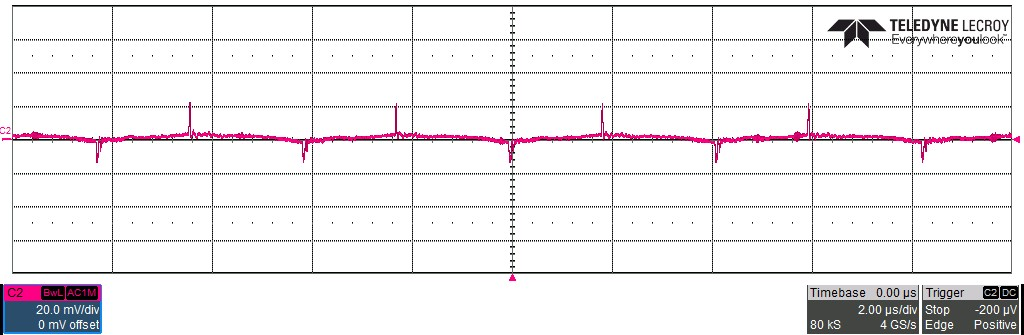 TELEDYNE LECROY
Everywhereyoulook™
C2
C2 BwL AC1M
20.0 mV/div
0 mV offset
Timebase 0.00 µs
2.00 µs/div
80 kS 4 GS/s
Trigger C2 DC
Stop -200 µV
Edge Positive